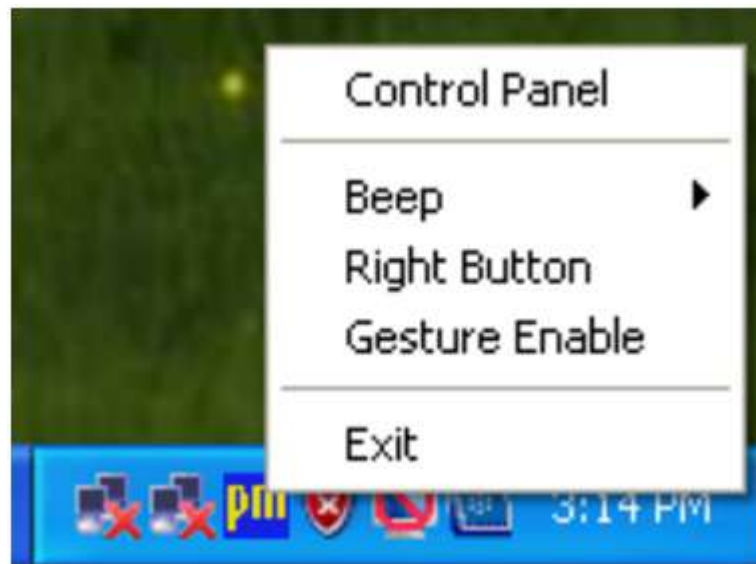 Control Panel
Beep
Right Button
Gesture Enable
Exit
pm
3:14 PM